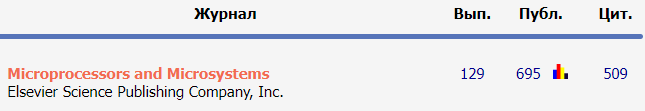 Журнал Вып. Публ. Цит.
Microprocessors and Microsystems 129 695 509
Elsevier Science Publishing Company, Inc.